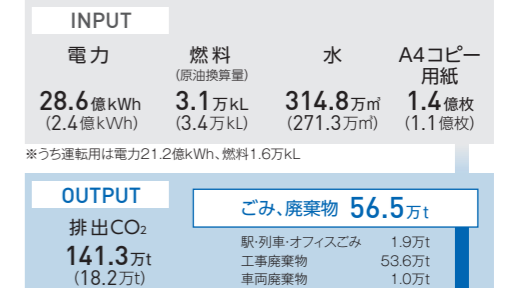 INPUT
電力 燃料 水 A4コピー用紙
(原油換算量)
28.6億kWh 3.1万kL 314.8万㎥ 1.4億枚
(2.4億kWh) (3.4万kL) (271.3万㎥) (1.1億枚)
※うち運転用は電力21.2億kWh、燃料1.6万kL
OUTPUT
排出CO₂
141.3万t
(18.2万t)
ごみ、廃棄物 56.5万t
駅・列車・オフィスごみ 1.9万t
工事廃棄物 53.6万t
車両廃棄物 1.0万t